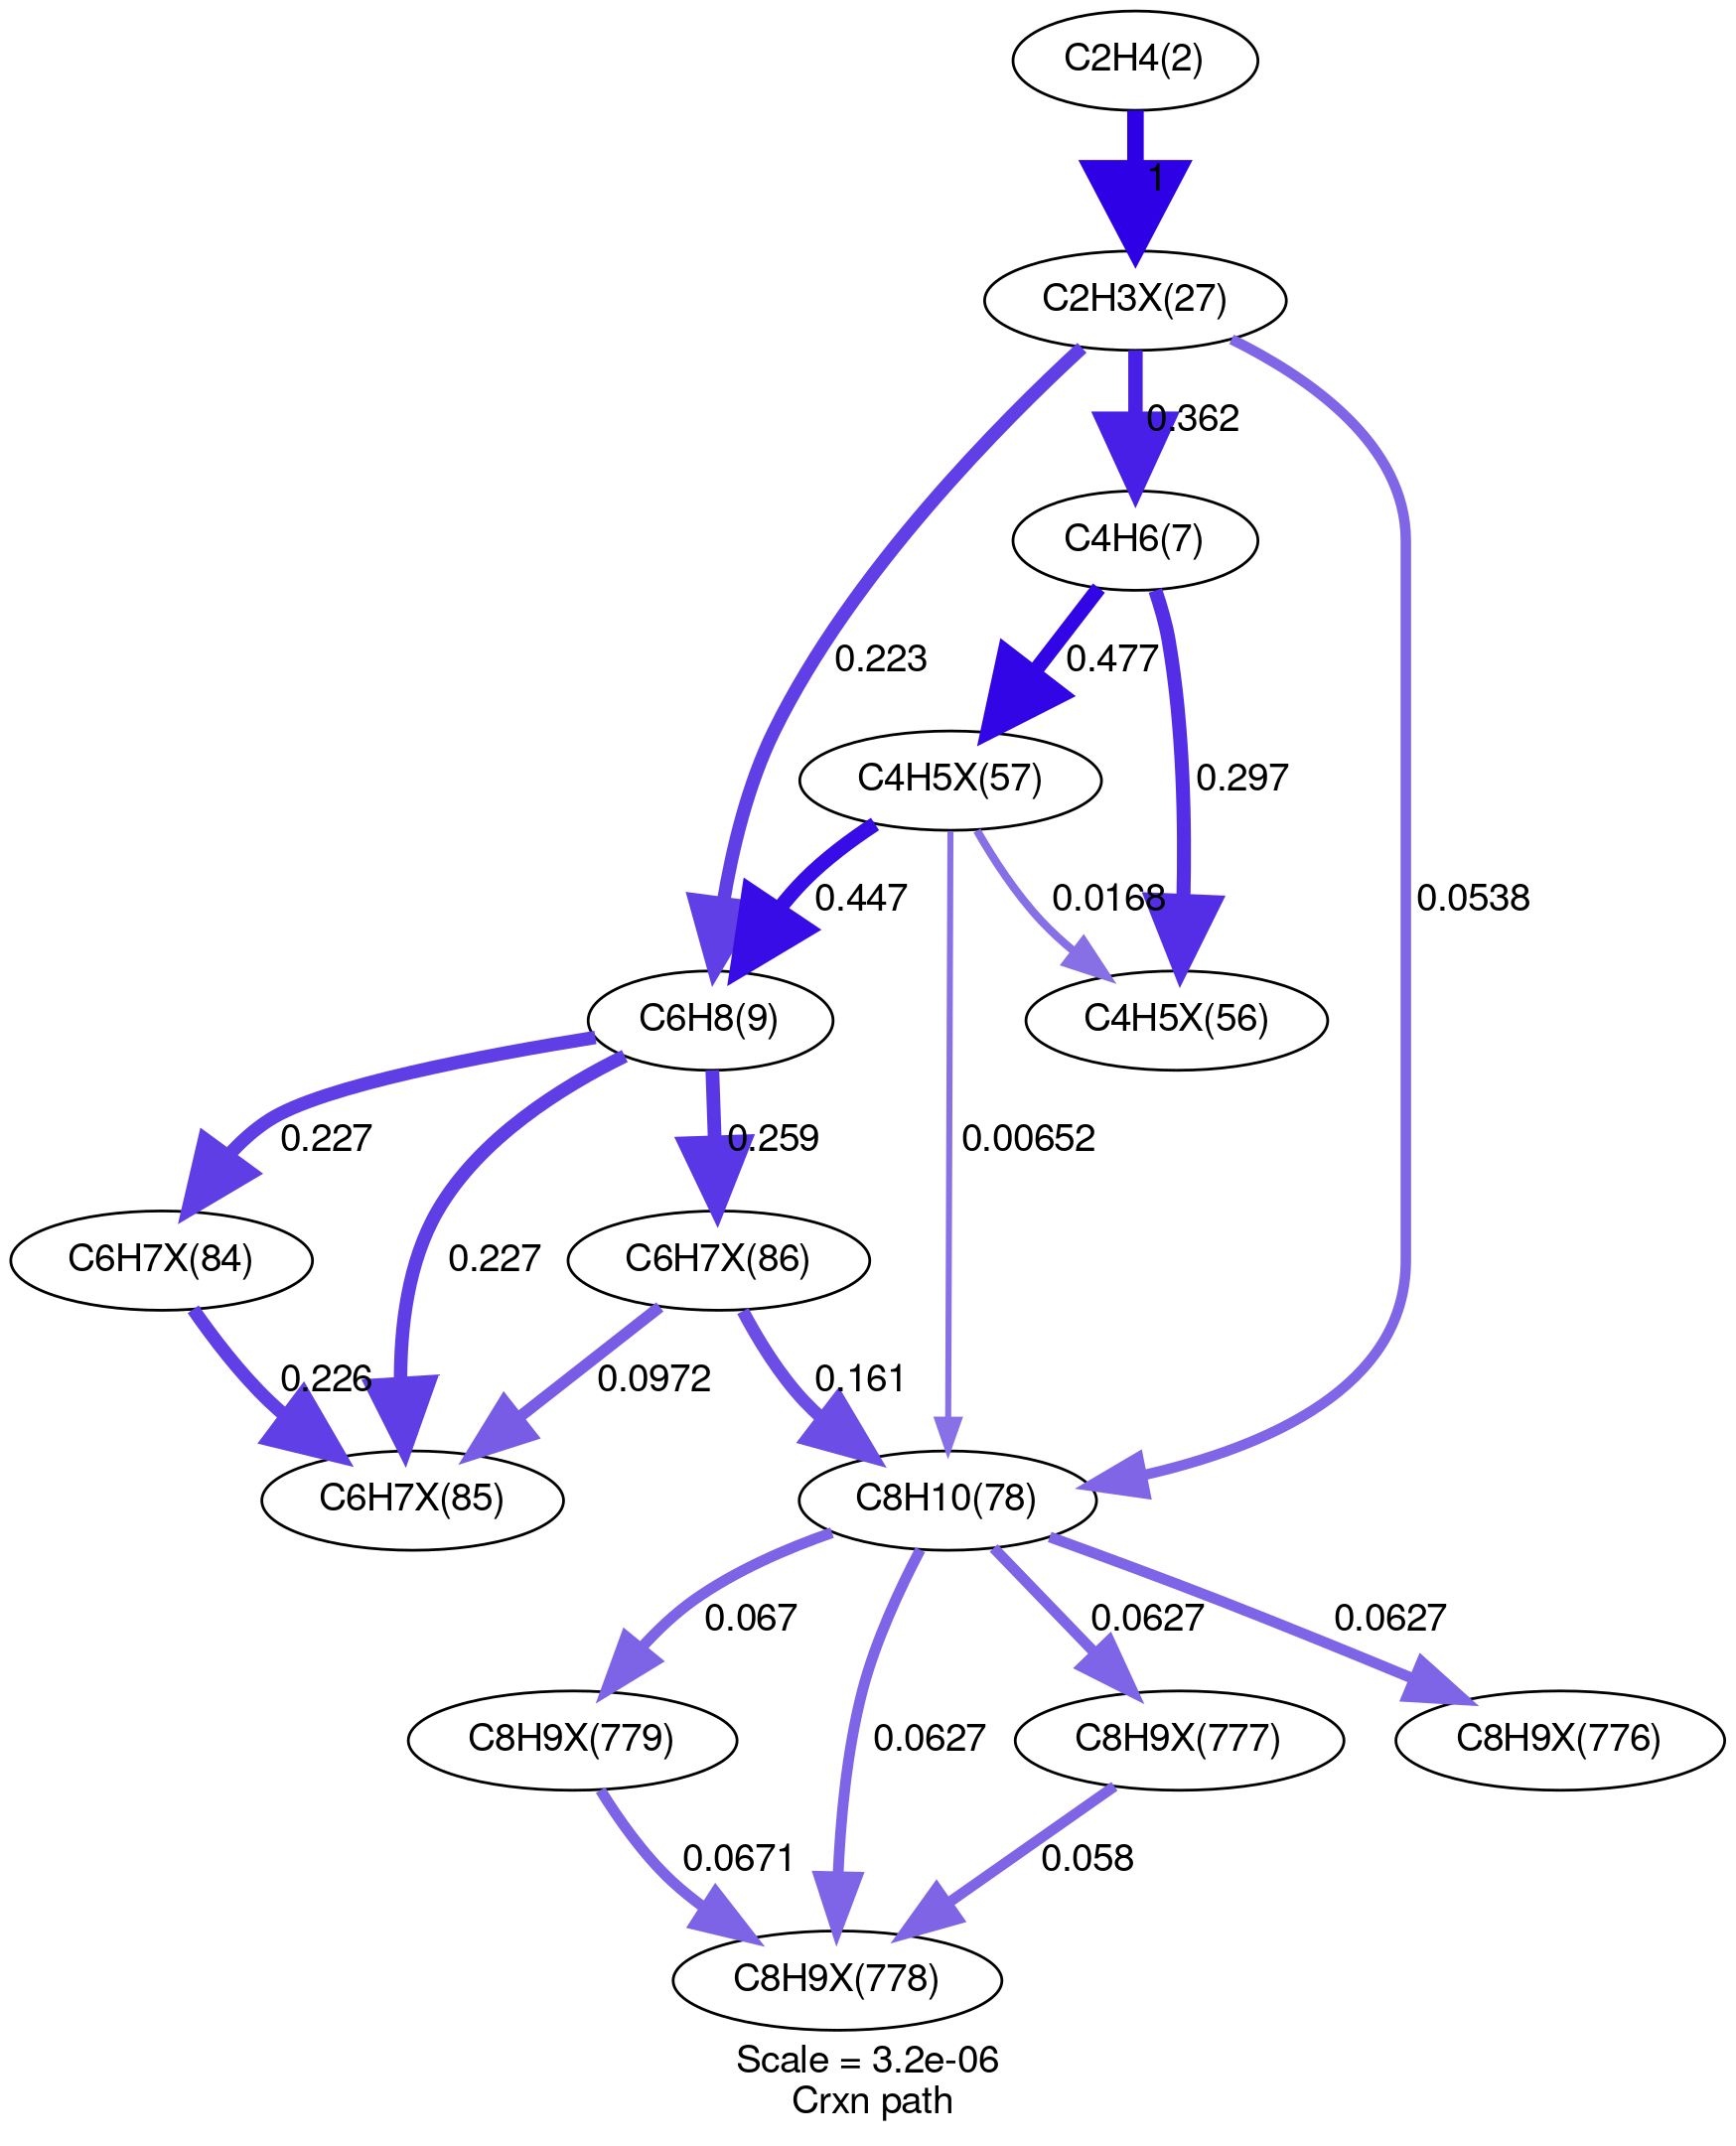 C2H4(2)
1
C2H3X(27)
0.362
C4H6(7)
0.223
0.477
C4H5X(57)
0.297
0.447
0.0168
0.0538
C6H8(9)
C4H5X(56)
0.227
0.259
0.00652
C6H7X(84)
0.227
C6H7X(86)
0.226
0.0972
0.161
C6H7X(85)
C8H10(78)
0.067
0.0627
0.0627
C8H9X(779)
0.0627
C8H9X(777)
C8H9X(776)
0.0671
0.058
C8H9X(778)
Scale = 3.2e-06
Crxn path